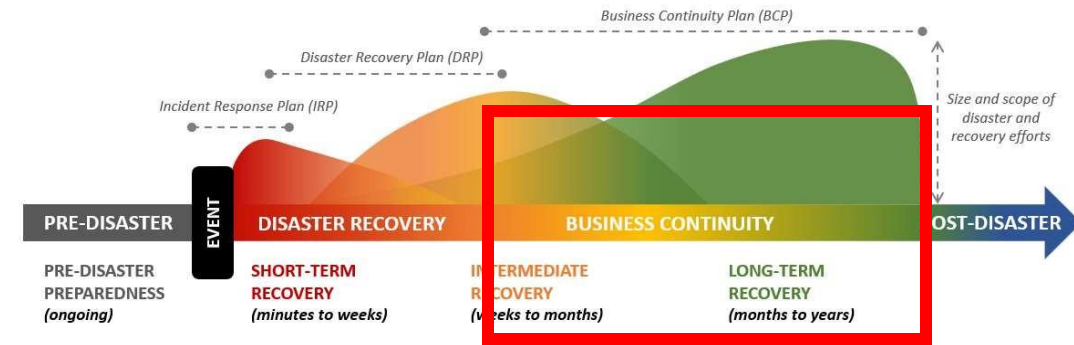 Business Continuity Plan (BCP)
Disaster Recovery Plan (DRP)
Incident Response Plan (IRP)
Size and scope of
disaster and
recovery efforts
EVENT
PRE-DISASTER
DISASTER RECOVERY
BUSINESS CONTINUITY
OST-DISASTER
PRE-DISASTER
PREPAREDNESS
(ongoing)
SHORT-TERM
RECOVERY
(minutes to weeks)
INTERMEDIATE
RECOVERY
(weeks to months)
LONG-TERM
RECOVERY
(months to years)